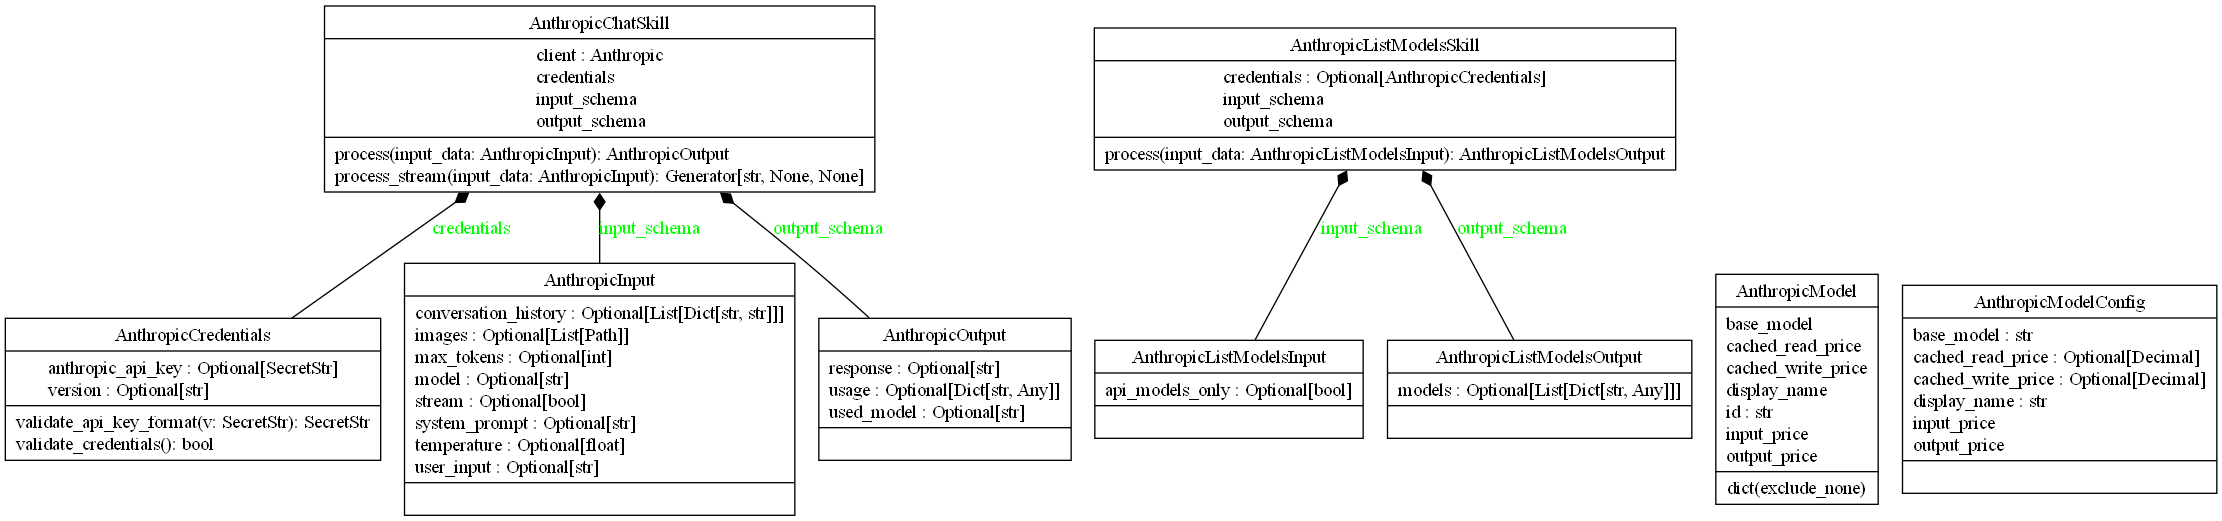 AnthropicChatSkill
client : Anthropic
credentials
input_schema
output_schema
process(input_data: AnthropicInput): AnthropicOutput
process_stream(input_data: AnthropicInput): Generator[str, None, None]
AnthropicListModelsSkill
credentials : Optional[AnthropicCredentials]
input_schema
output_schema
process(input_data: AnthropicListModelsInput): AnthropicListModelsOutput
credentials
input_schema
output_schema
input_schema
output_schema
AnthropicCredentials
anthropic_api_key : Optional[SecretStr]
version : Optional[str]
validate_api_key_format(v: SecretStr): SecretStr
validate_credentials(): bool
AnthropicInput
conversation_history : Optional[List[Dict[str, str]]]
images : Optional[List[Path]]
max_tokens : Optional[int]
model : Optional[str]
stream : Optional[bool]
system_prompt : Optional[str]
temperature : Optional[float]
user_input : Optional[str]
AnthropicOutput
response : Optional[str]
usage : Optional[Dict[str, Any]]
used_model : Optional[str]
AnthropicListModelsInput
api_models_only : Optional[bool]
AnthropicListModelsOutput
models : Optional[List[Dict[str, Any]]]
AnthropicModel
base_model
cached_read_price
cached_write_price
display_name
id : str
input_price
output_price
dict(exclude_none)
AnthropicModelConfig
base_model : str
cached_read_price : Optional[Decimal]
cached_write_price : Optional[Decimal]
display_name : str
input_price
output_price